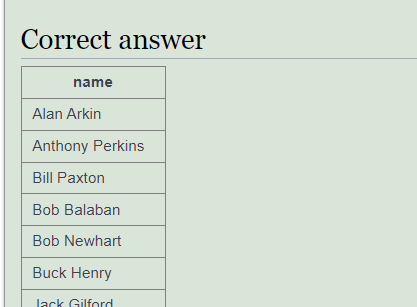 Correct answer
name
Alan Arkin
Anthony Perkins
Bill Paxton
Bob Balaban
Bob Newhart
Buck Henry
Jack Gilford